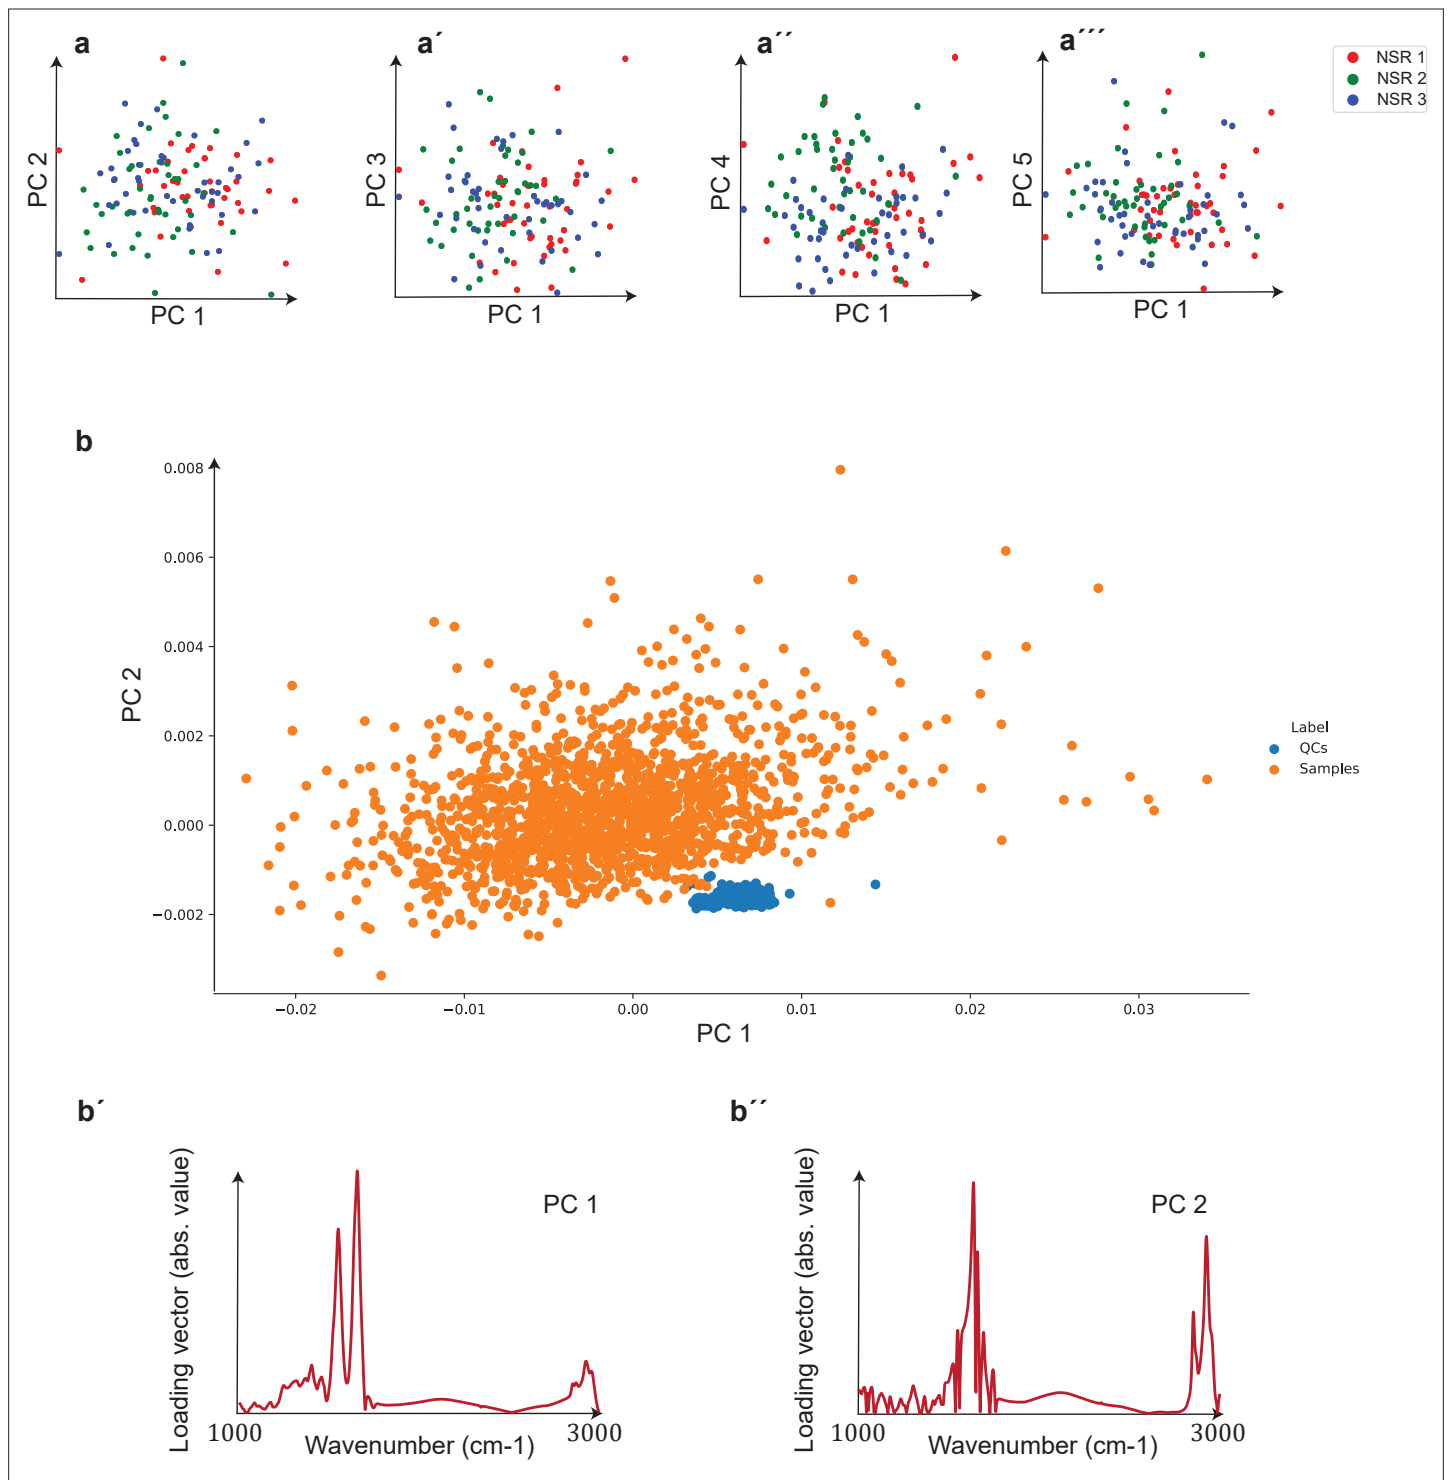 a
a´
a´´
a´´´
NSR 1
NSR 2
NSR 3
PC 2
PC 1
PC 3
PC 1
PC 4
PC 1
PC 5
PC 1
b
0.008
0.006
0.004
0.002
0.000
−0.002
PC 2
−0.02
−0.01
0.00
0.01
0.02
0.03
PC 1
Label
QCs
Samples
b´
Loading vector (abs. value)
PC 1
1000
3000
Wavenumber (cm-1)
b´´
Loading vector (abs. value)
PC 2
1000
3000
Wavenumber (cm-1)